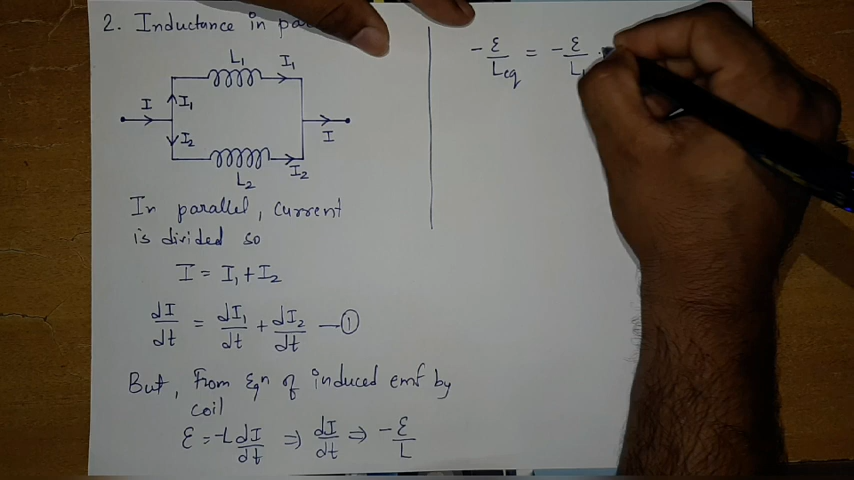 2. Inductance in pa
L₁ I₁
I I₁
I₂ I
L₂ I₂
In parallel, current
is divided so
I = I₁ + I₂
dI/dt = dI₁/dt + dI₂/dt —①
But, From Eqⁿ of induced emf by
coil
ε = -L dI/dt ⇒ dI/dt ⇒ -ε/L
-ε/Leq = -ε/L₁